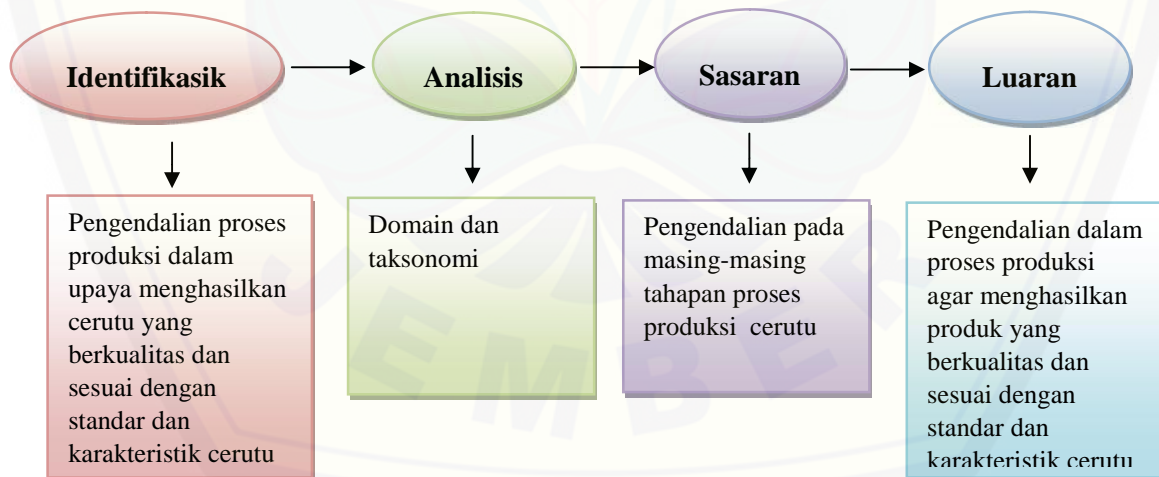 Identifikasik
Analisis
Sasaran
Luaran
Pengendalian proses
produksi dalam
upaya menghasilkan
cerutu yang
berkualitas dan
sesuai dengan
standar dan
karakteristik cerutu
Domain dan
taksonomi
Pengendalian pada
masing-masing
tahapan proses
produksi cerutu
Pengendalian dalam
proses produksi
agar menghasilkan
produk yang
berkualitas dan
sesuai dengan
standar dan
karakteristik cerutu
JEMBER